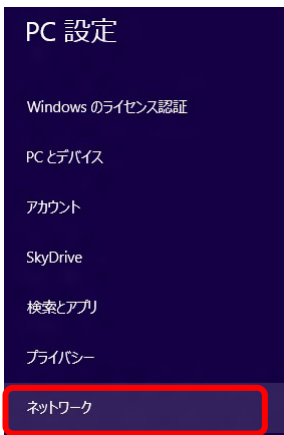 PC 設定
Windows のライセンス認証
PC とデバイス
アカウント
SkyDrive
検索とアプリ
プライバシー
ネットワーク